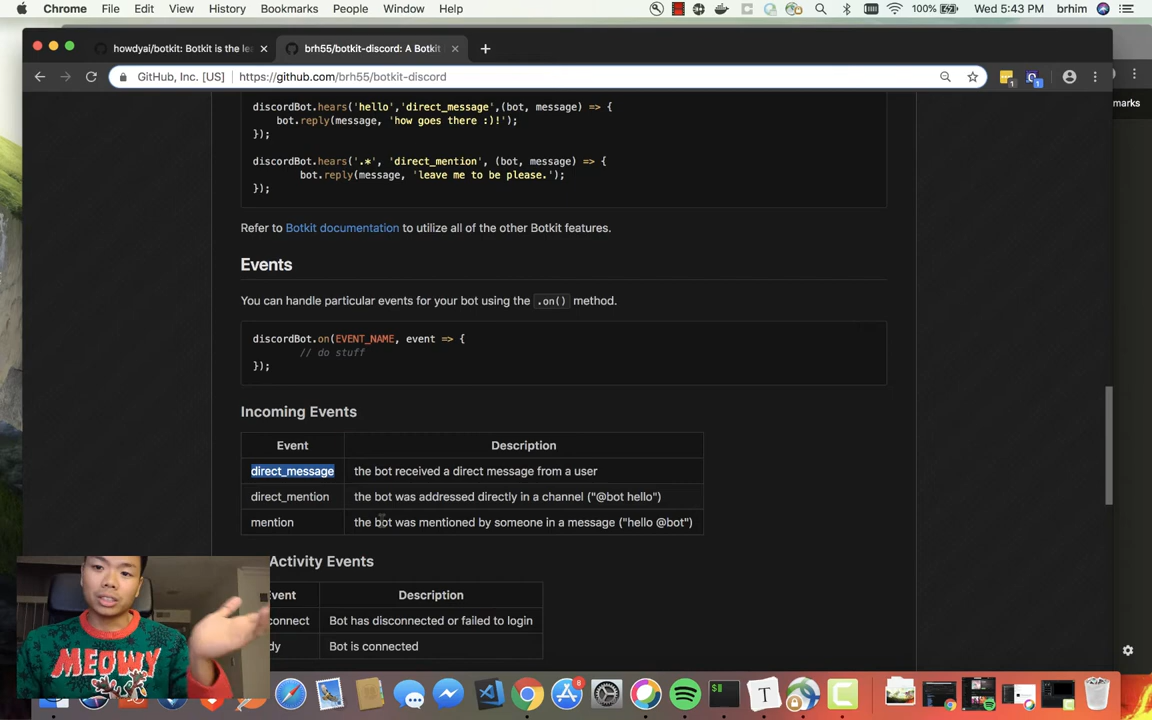 Chrome File Edit View History Bookmarks People Window Help 100% Wed 5:43 PM brhim
howdyai/botkit: Botkit is the le
brh55/botkit-discord: A Botkit
GitHub, Inc. [US] https://github.com/brh55/botkit-discord
marks
discordBot.hears('hello','direct_message',(bot, message) => {
bot.reply(message, 'how goes there :)!');
});
discordBot.hears('.*', 'direct_mention', (bot, message) => {
bot.reply(message, 'leave me to be please.');
});
Refer to Botkit documentation to utilize all of the other Botkit features.
Events
You can handle particular events for your bot using the .on() method.
discordBot.on(EVENT_NAME, event => {
// do stuff
});
Incoming Events
Event Description
direct_message the bot received a direct message from a user
direct_mention the bot was addressed directly in a channel ("@bot hello")
mention the bot was mentioned by someone in a message ("hello @bot")
Activity Events
vent Description
connect Bot has disconnected or failed to login
dy Bot is connected
MEOWY
8
$
T